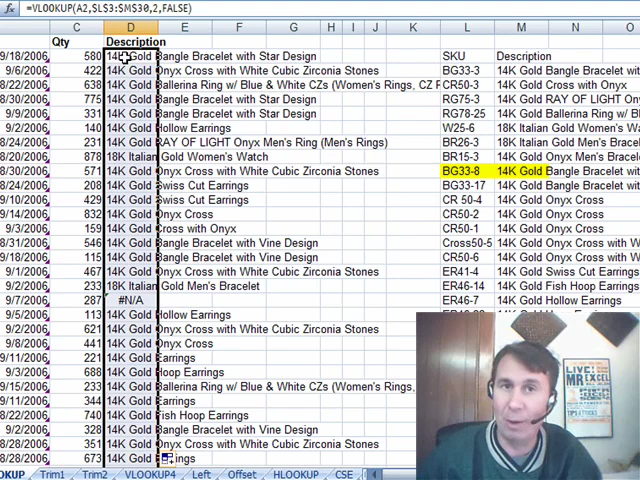 =VLOOKUP(A2,$L$3:$M$30,2,FALSE)
C D E F G H I J K L M N O
Qty Description
9/18/2006 580 14K Gold Bangle Bracelet with Star Design SKU Description
9/6/2006 422 14K Gold Onyx Cross with White Cubic Zirconia Stones BG33-3 14K Gold Bangle Bracelet wi
8/22/2006 638 14K Gold Ballerina Ring w/ Blue & White CZs (Women's Rings, CZ F CR50-3 14K Gold Cross with Onyx
8/30/2006 775 14K Gold Bangle Bracelet with Star Design RG75-3 14K Gold RAY OF LIGHT Ony
9/9/2006 331 14K Gold Bangle Bracelet with Star Design RG78-25 14K Gold Ballerina Ring w/ Bl
9/2/2006 140 14K Gold Hollow Earrings W25-6 18K Italian Gold Women's Wa
8/24/2006 231 14K Gold RAY OF LIGHT Onyx Men's Ring (Men's Rings) BR26-3 18K Italian Gold Men's Brace
8/20/2006 878 18K Italian Gold Women's Watch BR15-3 14K Gold Onyx Men's Bracel
8/30/2006 571 14K Gold Onyx Cross with White Cubic Zirconia Stones BG33-8 14K Gold Bangle Bracelet wit
8/24/2006 208 14K Gold Swiss Cut Earrings BG33-17 14K Gold Bangle Bracelet wi
9/10/2006 429 14K Gold Swiss Cut Earrings CR 50-4 14K Gold Onyx Cross
9/14/2006 832 14K Gold Onyx Cross CR50-2 14K Gold Onyx Cross
9/3/2006 159 14K Gold Cross with Onyx CR50-1 14K Gold Onyx Cross
8/31/2006 546 14K Gold Bangle Bracelet with Vine Design Cross50-5 14K Gold Onyx Cross
9/18/2006 115 14K Gold Bangle Bracelet with Vine Design CR50-6 14K Gold Onyx Cross
9/1/2006 467 14K Gold Onyx Cross with White Cubic Zirconia Stones ER41-4 14K Gold Swiss Cut Earrings
9/2/2006 233 18K Italian Gold Men's Bracelet ER46-14 14K Gold Fish Hoop Earrings
9/7/2006 287 #N/A ER46-7 14K Gold Hollow Earrings
9/5/2006 113 14K Gold Hollow Earrings
9/2/2006 621 14K Gold Onyx Cross with White Cubic Zirconia Stones
9/8/2006 441 14K Gold Onyx Cross
9/11/2006 221 14K Gold Earrings
9/3/2006 688 14K Gold Hoop Earrings
9/15/2006 233 14K Gold Ballerina Ring w/ Blue & White CZs (Women's Rings,
9/11/2006 344 14K Gold Earrings
8/22/2006 740 14K Gold Fish Hoop Earrings
9/2/2006 328 14K Gold Bangle Bracelet with Vine Design
8/28/2006 351 14K Gold Onyx Cross with White Cubic Zirconia Stones
8/28/2006 673 14K Gold ings
OKUP Trim1 Trim2 VLOOKUP4 Left Offset HLOOKUP CSE
LIVE!
MR EXCEL
TIPS & TRICKS